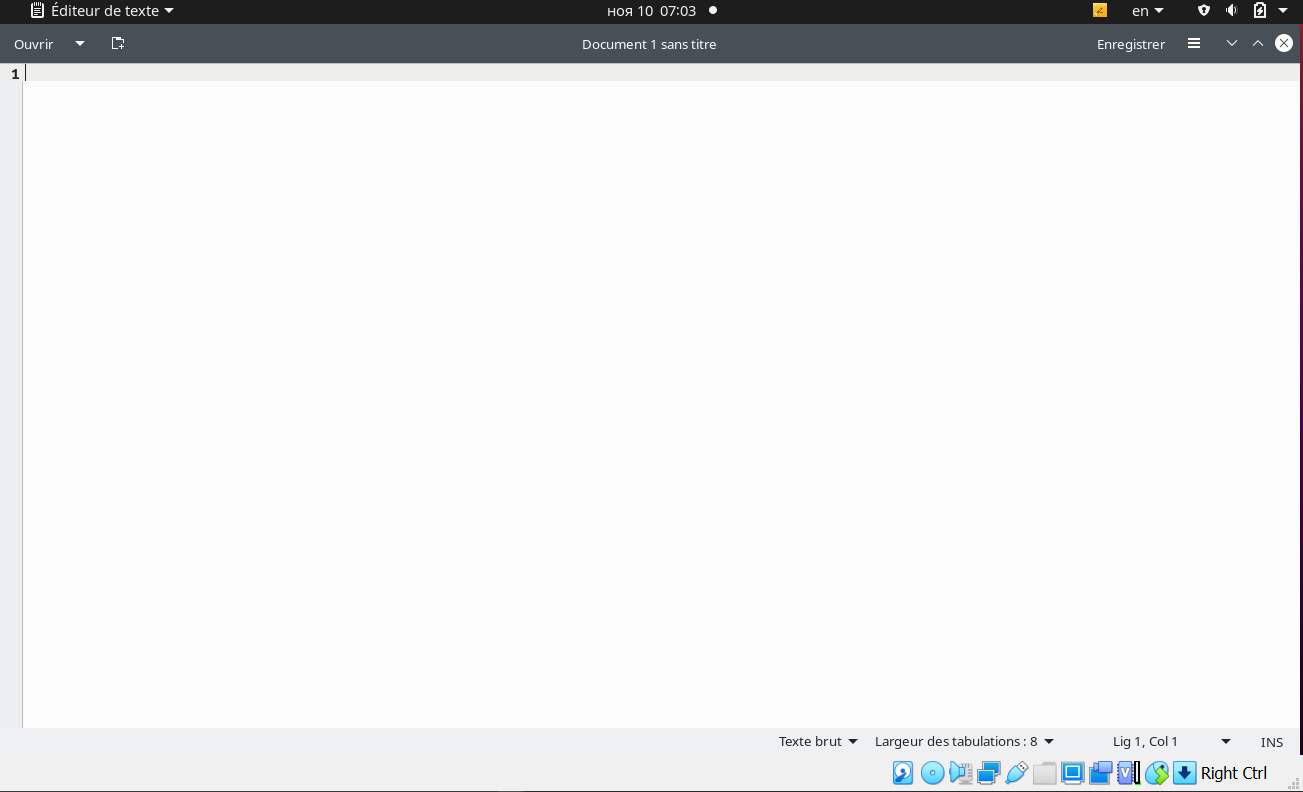 Éditeur de texte ноя 10 07:03 en
Ouvrir Document 1 sans titre Enregistrer
1
Texte brut Largeur des tabulations : 8 Lig 1, Col 1 INS
Right Ctrl